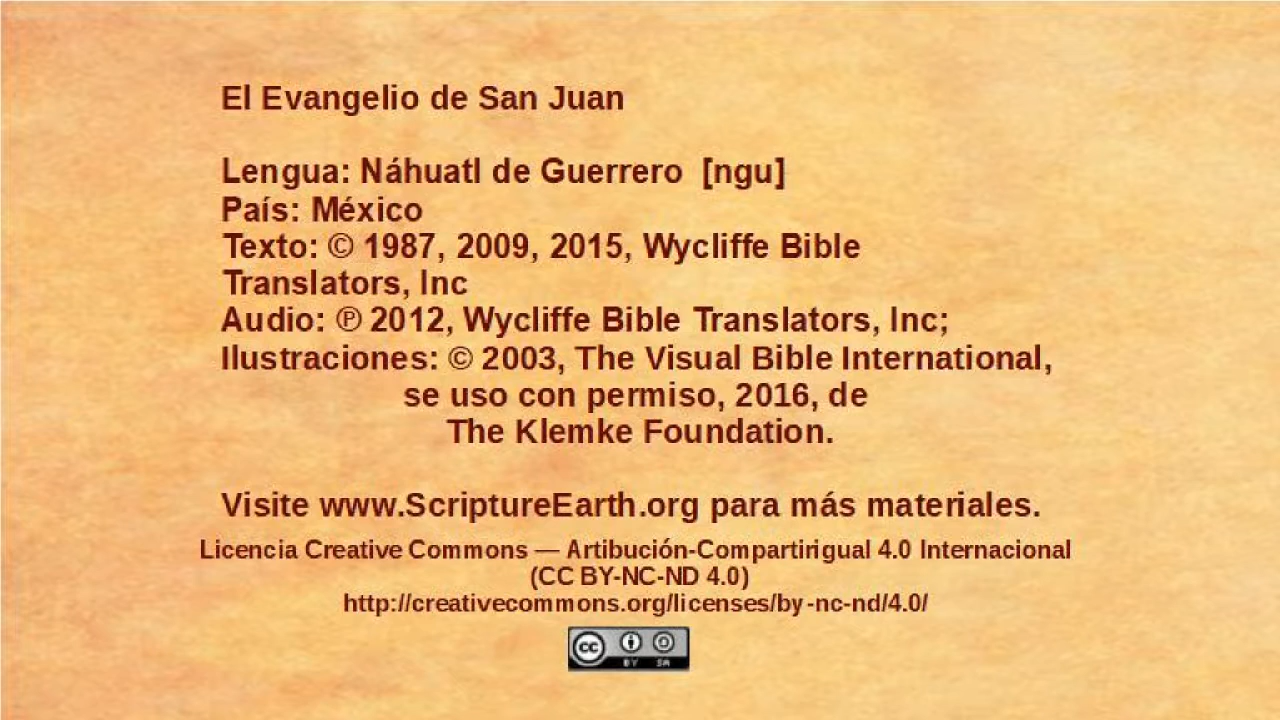 El Evangelio de San Juan
Lengua: Náhuatl de Guerrero [ngu]
País: México
Texto: © 1987, 2009, 2015, Wycliffe Bible
Translators, Inc
Audio: ℗ 2012, Wycliffe Bible Translators, Inc;
Ilustraciones: © 2003, The Visual Bible International,
se uso con permiso, 2016, de
The Klemke Foundation.
Visite www.ScriptureEarth.org para más materiales.
Licencia Creative Commons — Artibución-Compartirigual 4.0 Internacional
(CC BY-NC-ND 4.0)
http://creativecommons.org/licenses/by-nc-nd/4.0/
cc BY SA